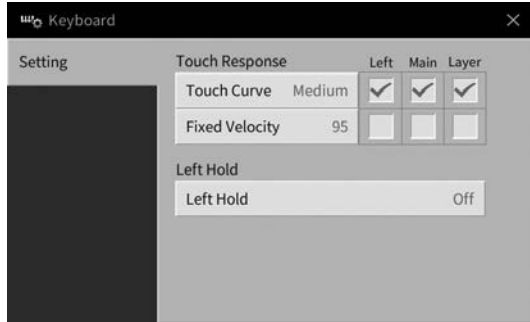 Keyboard
Setting
Touch Response Left Main Layer
Touch Curve Medium
Fixed Velocity 95
Left Hold
Left Hold Off